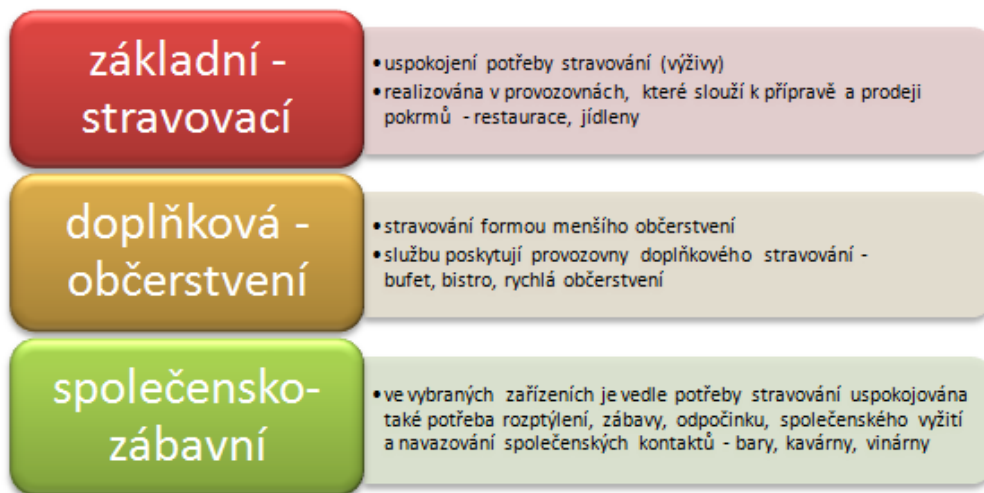 základní -
stravovací
•uspokojení potřeby stravování (výživy)
•realizována v provozovnách, které slouží k přípravě a prodeji
pokrmů - restaurace, jídleny
doplňková -
občerstvení
•stravování formou menšího občerstvení
•službu poskytují provozovny doplňkového stravování -
bufet, bistro, rychlá občerstvení
společensko-
zábavní
•ve vybraných zařízeních je vedle potřeby stravování uspokojována
také potřeba rozptýlení, zábavy, odpočinku, společenského vyžití
a navazování společenských kontaktů - bary, kavárny, vinárny